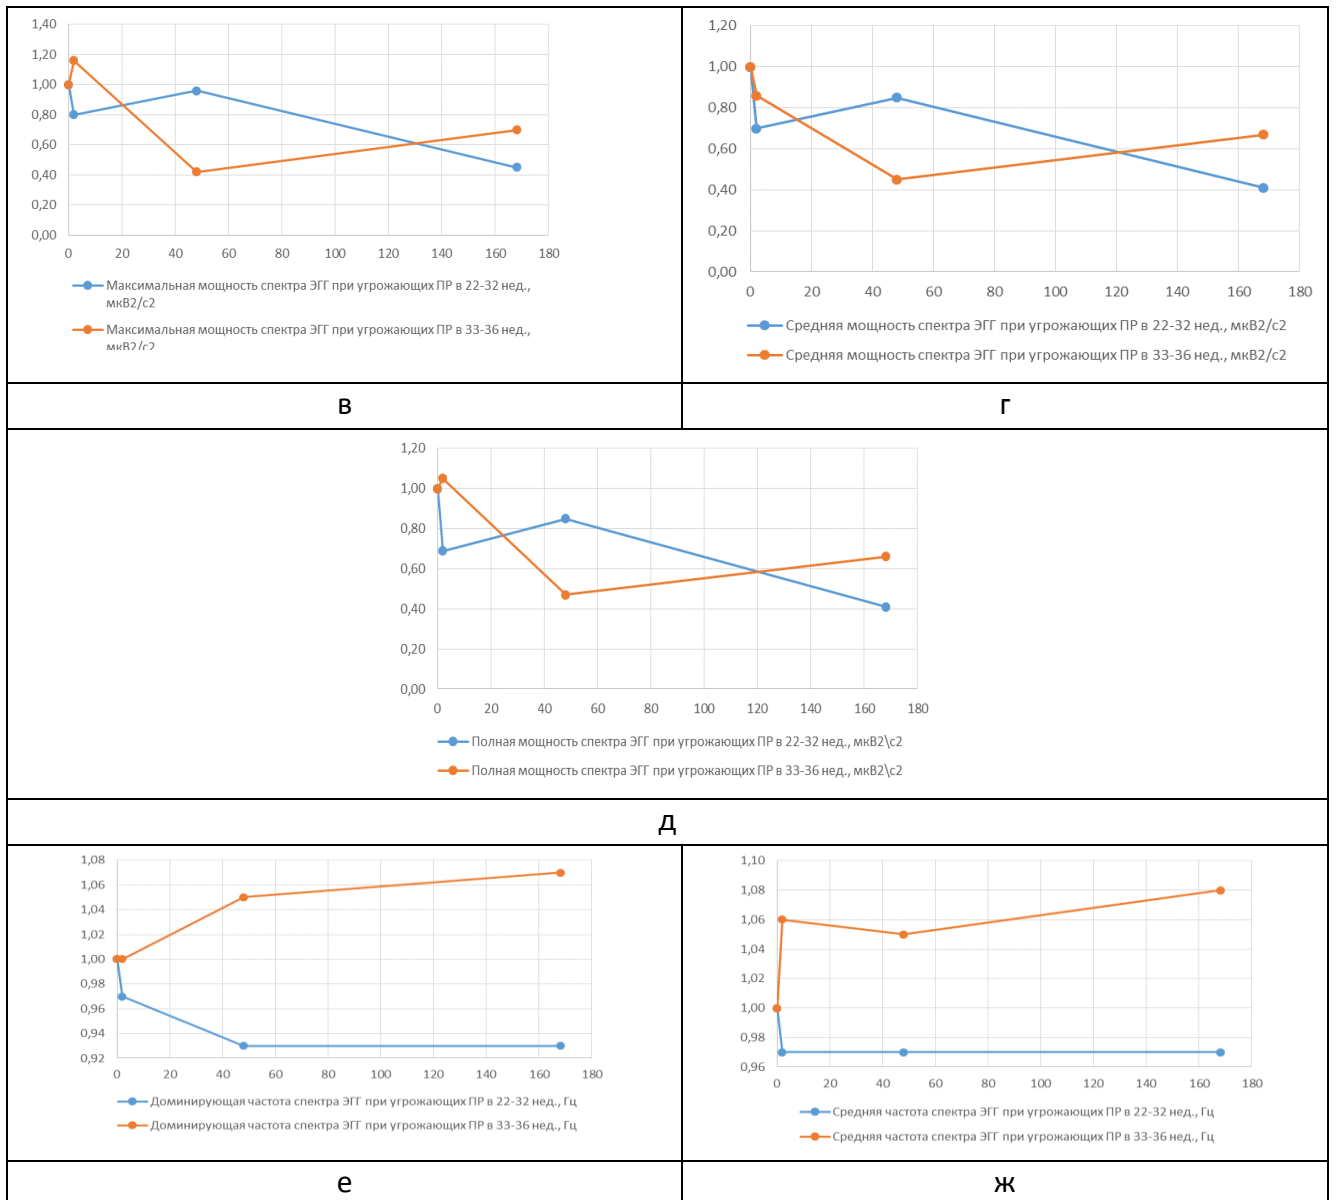 1,40
1,20
1,00
0,80
0,60
0,40
0,20
0,00
0 20 40 60 80 100 120 140 160 180
Максимальная мощность спектра ЭГГ при угрожающих ПР в 22-32 нед.,
мкВ2/с2
Максимальная мощность спектра ЭГГ при угрожающих ПР в 33-36 нед.,
мкВ2/с2
1,20
1,00
0,80
0,60
0,40
0,20
0,00
0 20 40 60 80 100 120 140 160 180
Средняя мощность спектра ЭГГ при угрожающих ПР в 22-32 нед., мкВ2/с2
Средняя мощность спектра ЭГГ при угрожающих ПР в 33-36 нед., мкВ2/с2
в
г
1,20
1,00
0,80
0,60
0,40
0,20
0,00
0 20 40 60 80 100 120 140 160 180
Полная мощность спектра ЭГГ при угрожающих ПР в 22-32 нед., мкВ2\с2
Полная мощность спектра ЭГГ при угрожающих ПР в 33-36 нед., мкВ2\с2
д
1,08
1,06
1,04
1,02
1,00
0,98
0,96
0,94
0,92
0 20 40 60 80 100 120 140 160 180
Доминирующая частота спектра ЭГГ при угрожающих ПР в 22-32 нед., Гц
Доминирующая частота спектра ЭГГ при угрожающих ПР в 33-36 нед., Гц
1,10
1,08
1,06
1,04
1,02
1,00
0,98
0,96
0 20 40 60 80 100 120 140 160 180
Средняя частота спектра ЭГГ при угрожающих ПР в 22-32 нед., Гц
Средняя частота спектра ЭГГ при угрожающих ПР в 33-36 нед., Гц
е
ж